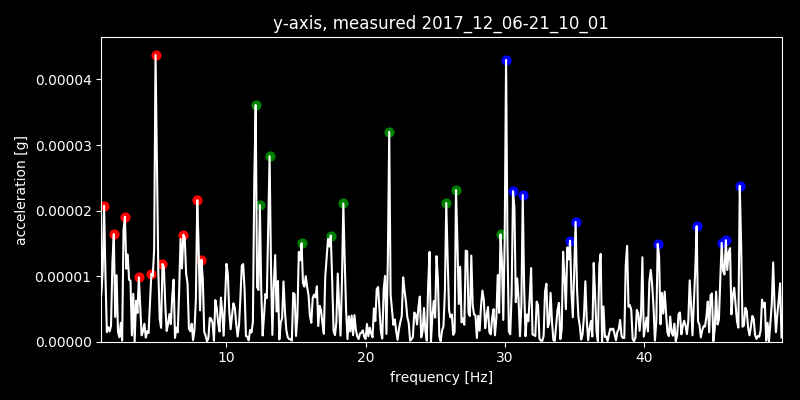 y-axis, measured 2017_12_06-21_10_01
acceleration [g]
0.00004
0.00003
0.00002
0.00001
0.00000
10 20 30 40
frequency [Hz]